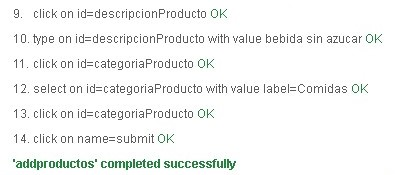 9. click on id=descripcionProducto OK
10. type on id=descripcionProducto with value bebida sin azucar OK
11. click on id=categoriaProducto OK
12. select on id=categoriaProducto with value label=Comidas OK
13. click on id=categoriaProducto OK
14. click on name=submit OK
'addproductos' completed successfully